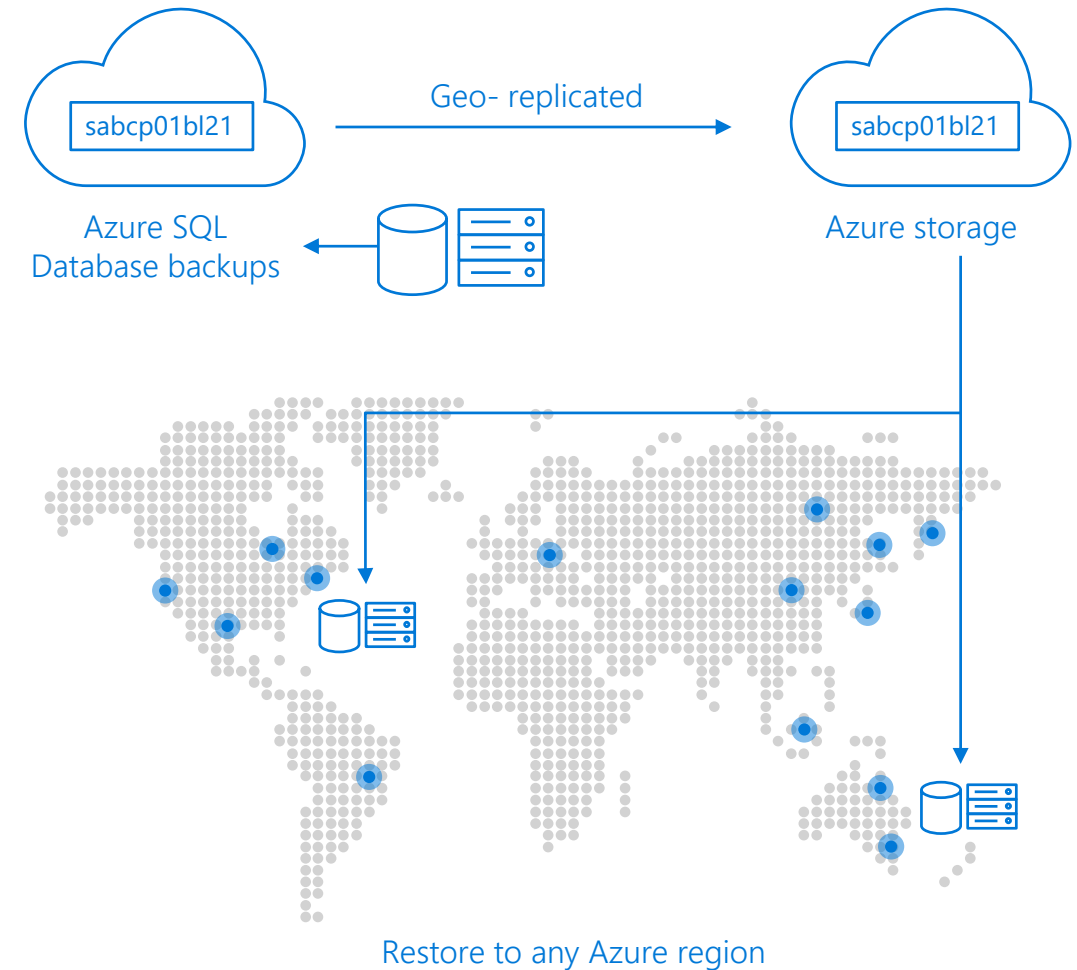 sabcp01bl21
Geo- replicated
sabcp01bl21
Azure SQL
Database backups
Azure storage
Restore to any Azure region